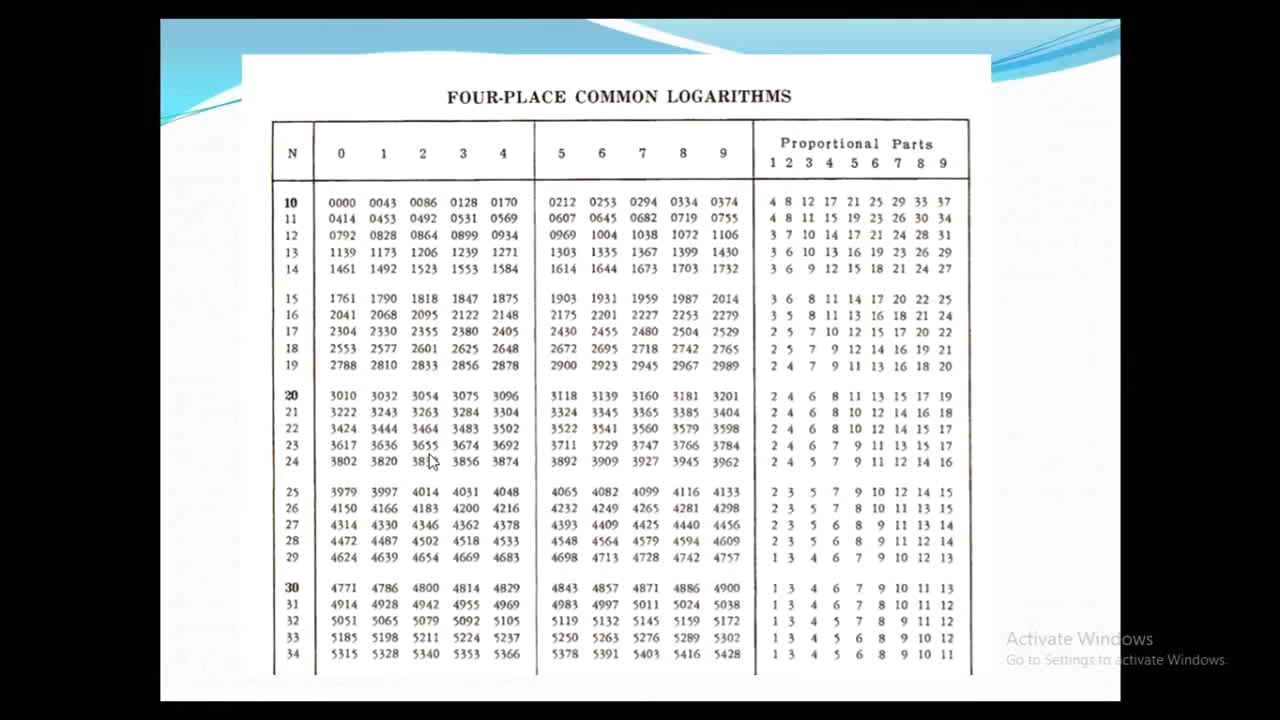 FOUR-PLACE COMMON LOGARITHMS
Proportional Parts
N 0 1 2 3 4 5 6 7 8 9 1 2 3 4 5 6 7 8 9
10 0000 0043 0086 0128 0170 0212 0253 0294 0334 0374 4 8 12 17 21 25 29 33 37
11 0414 0453 0492 0531 0569 0607 0645 0682 0719 0755 4 8 11 15 19 23 26 30 34
12 0792 0828 0864 0899 0934 0969 1004 1038 1072 1106 3 7 10 14 17 21 24 28 31
13 1139 1173 1206 1239 1271 1303 1335 1367 1399 1430 3 6 10 13 16 19 23 26 29
14 1461 1492 1523 1553 1584 1614 1644 1673 1703 1732 3 6 9 12 15 18 21 24 27
15 1761 1790 1818 1847 1875 1903 1931 1959 1987 2014 3 6 8 11 14 17 20 22 25
16 2041 2068 2095 2122 2148 2175 2201 2227 2253 2279 3 5 8 11 13 16 18 21 24
17 2304 2330 2355 2380 2405 2430 2455 2480 2504 2529 2 5 7 10 12 15 17 20 22
18 2553 2577 2601 2625 2648 2672 2695 2718 2742 2765 2 5 7 9 12 14 16 19 21
19 2788 2810 2833 2856 2878 2900 2923 2945 2967 2989 2 4 7 9 11 13 16 18 20
20 3010 3032 3054 3075 3096 3118 3139 3160 3181 3201 2 4 6 8 11 13 15 17 19
21 3222 3243 3263 3284 3304 3324 3345 3365 3385 3404 2 4 6 8 10 12 14 16 18
22 3424 3444 3464 3483 3502 3522 3541 3560 3579 3598 2 4 6 8 10 12 14 15 17
23 3617 3636 3655 3674 3692 3711 3729 3747 3766 3784 2 4 6 7 9 11 13 15 17
24 3802 3820 3856 3874 3892 3909 3927 3945 3962 2 4 5 7 9 11 12 14 16
25 3979 3997 4014 4031 4048 4065 4082 4099 4116 4133 2 3 5 7 9 10 12 14 15
26 4150 4166 4183 4200 4216 4232 4249 4265 4281 4298 2 3 5 7 8 10 11 13 15
27 4314 4330 4346 4362 4378 4393 4409 4425 4440 4456 2 3 5 6 8 9 11 13 14
28 4472 4487 4502 4518 4533 4548 4564 4579 4594 4609 2 3 5 6 8 9 11 12 14
29 4624 4639 4654 4669 4683 4698 4713 4728 4742 4757 1 3 4 6 7 9 10 12 13
30 4771 4786 4800 4814 4829 4843 4857 4871 4886 4900 1 3 4 6 7 9 10 11 13
31 4914 4928 4942 4955 4969 4983 4997 5011 5024 5038 1 3 4 6 7 8 10 11 12
32 5051 5065 5079 5092 5105 5119 5132 5145 5159 5172 1 3 4 5 7 8 9 11 12
33 5185 5198 5211 5224 5237 5250 5263 5276 5289 5302 1 3 4 5 6 8 9 10 12
34 5315 5328 5340 5353 5366 5378 5391 5403 5416 5428 1 3 4 5 6 8 9 10 11
Activate Windows
Go to Settings to activate Windows.